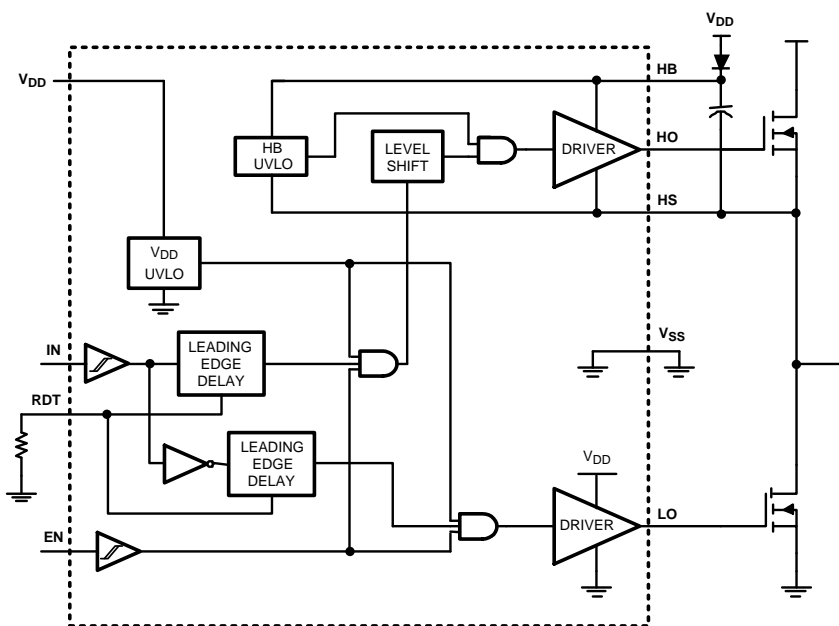 VDD
VDD
HB
HB
UVLO
LEVEL
SHIFT
DRIVER
HO
HS
VDD
UVLO
VSS
IN
LEADING
EDGE
DELAY
RDT
LEADING
EDGE
DELAY
VDD
DRIVER
LO
EN